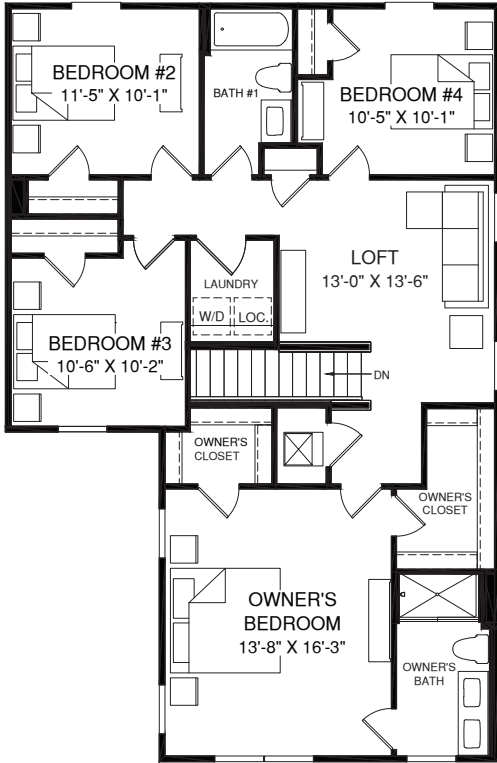 BEDROOM #2
11'-5" X 10'-1"
BATH #1
BEDROOM #4
10'-5" X 10'-1"
LOFT
13'-0" X 13'-6"
LAUNDRY
W/D
LOC.
BEDROOM #3
10'-6" X 10'-2"
DN
OWNER'S
CLOSET
OWNER'S
CLOSET
OWNER'S
BEDROOM
13'-8" X 16'-3"
OWNER'S
BATH